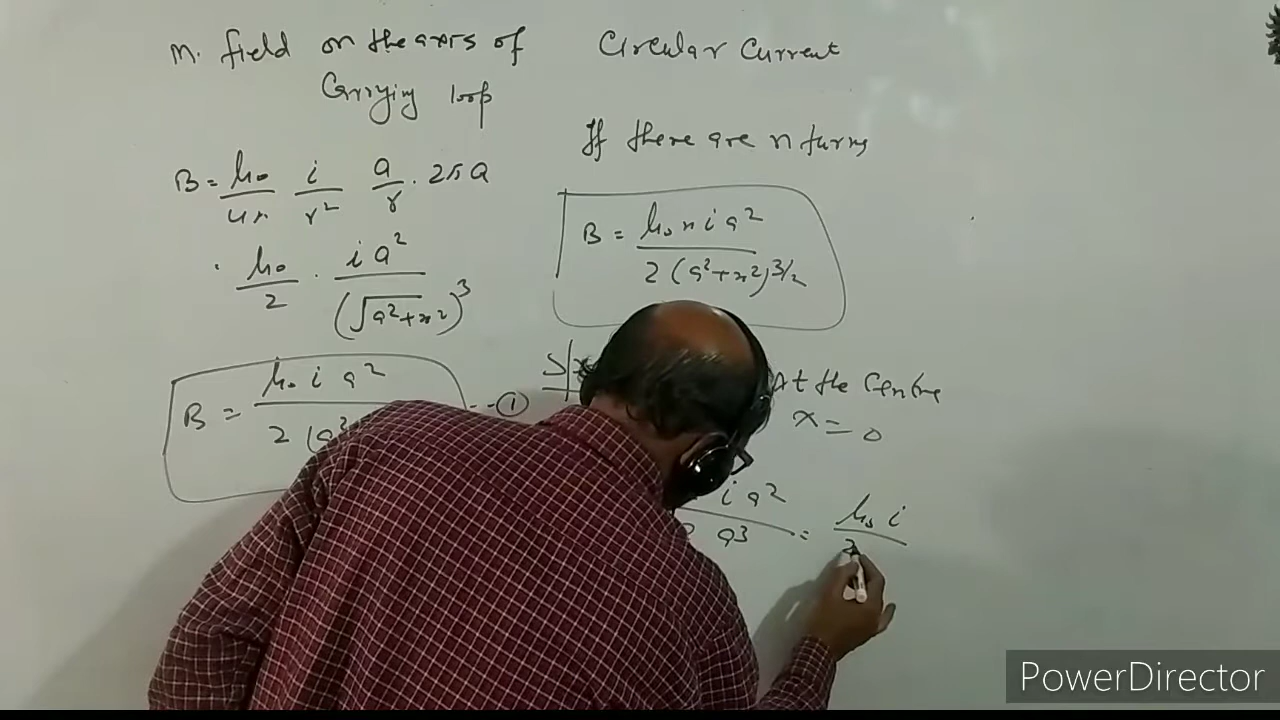 M. field on the axis of Circular Current
Carrying loop
B = μ₀/4π i/r² a/r . 2πa
μ₀/2 . i a²/(√a²+x²)³
B = μ₀ i a²/2 (a²
--①
If there are n turns
B = μ₀ n i a²/2 (a²+x²)3/2
At the Centre
x = 0
i a²/a³ = μ₀ i/2
PowerDirector